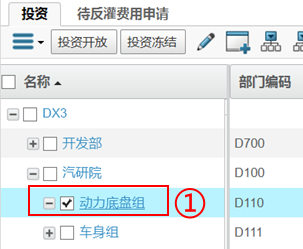 投资 待反灌费用申请
投资开放 投资冻结
名称 部门编码
DX3
开发部 D700
汽研院 D100
动力底盘组 ① D110
车身组 D111